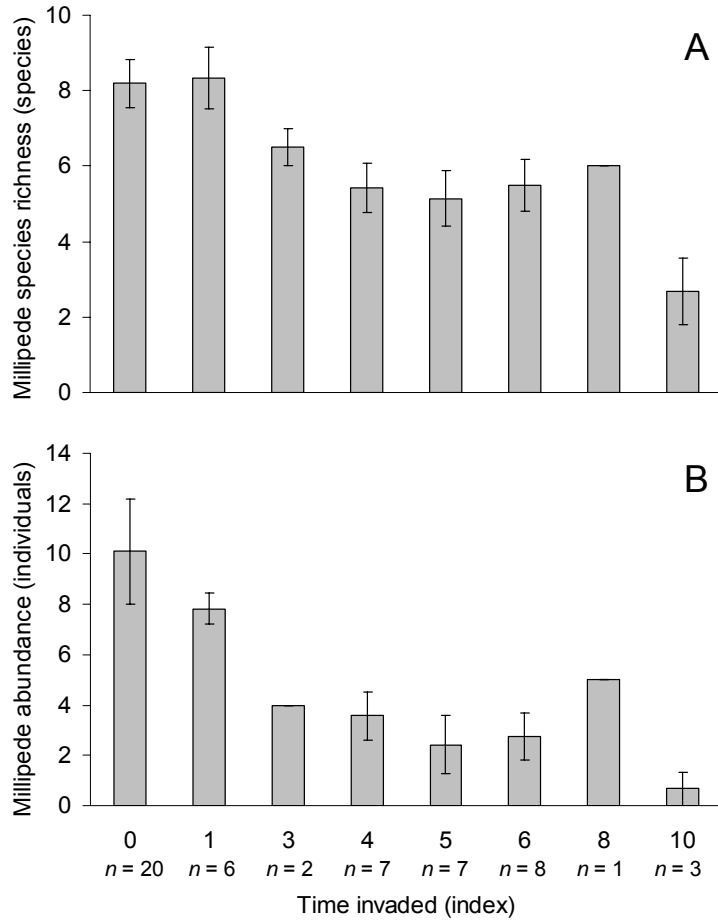 10
A
8
6
4
2
0
Millipede species richness (species)
14
B
12
10
8
6
4
2
0
Millipede abundance (individuals)
0 1 3 4 5 6 8 10
n = 20 n = 6 n = 2 n = 7 n = 7 n = 8 n = 1 n = 3
Time invaded (index)